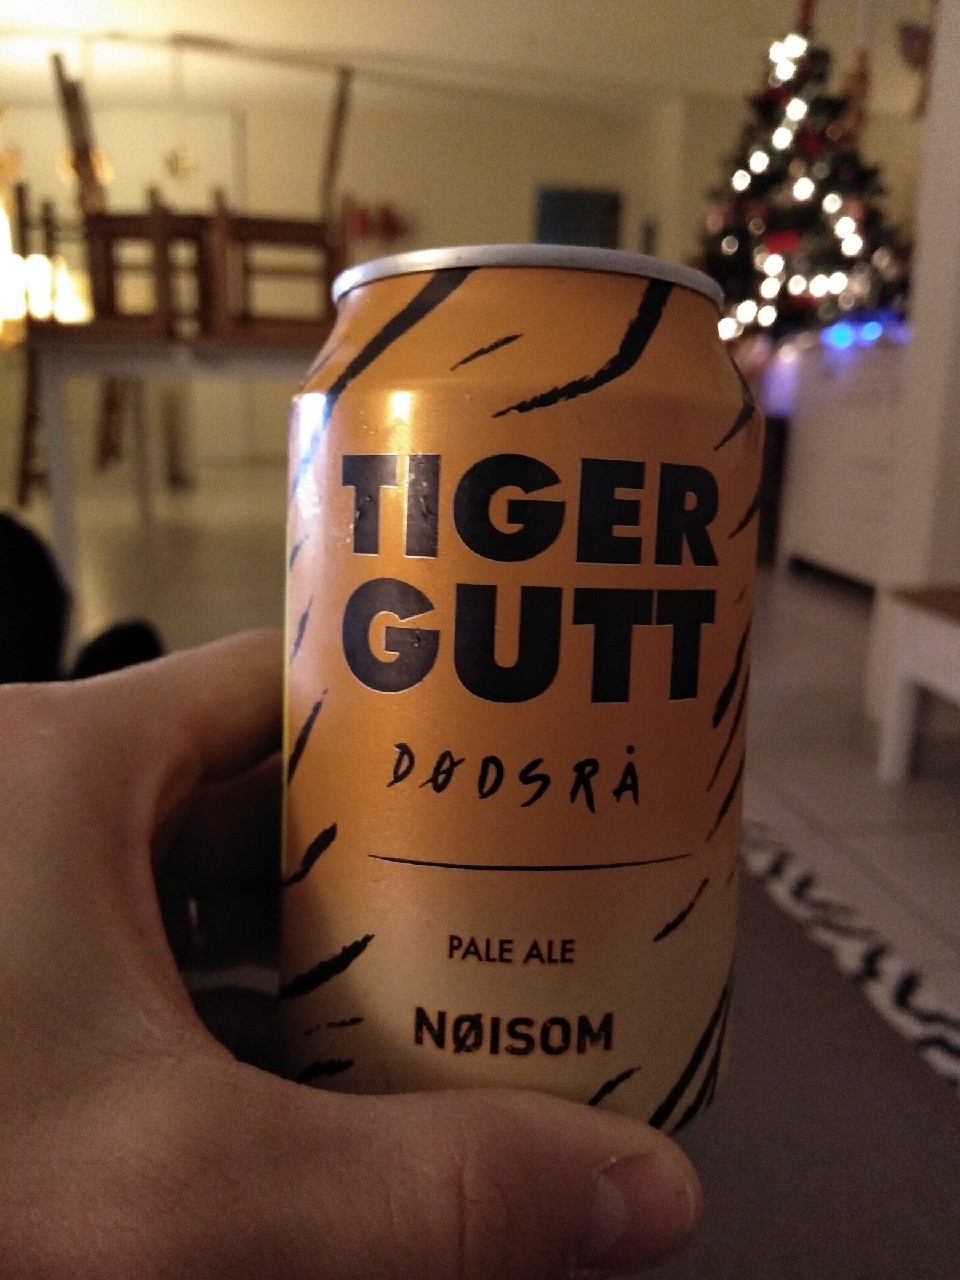 TIGER
GUTT
DØDSRÅ
PALE ALE
NØISOM